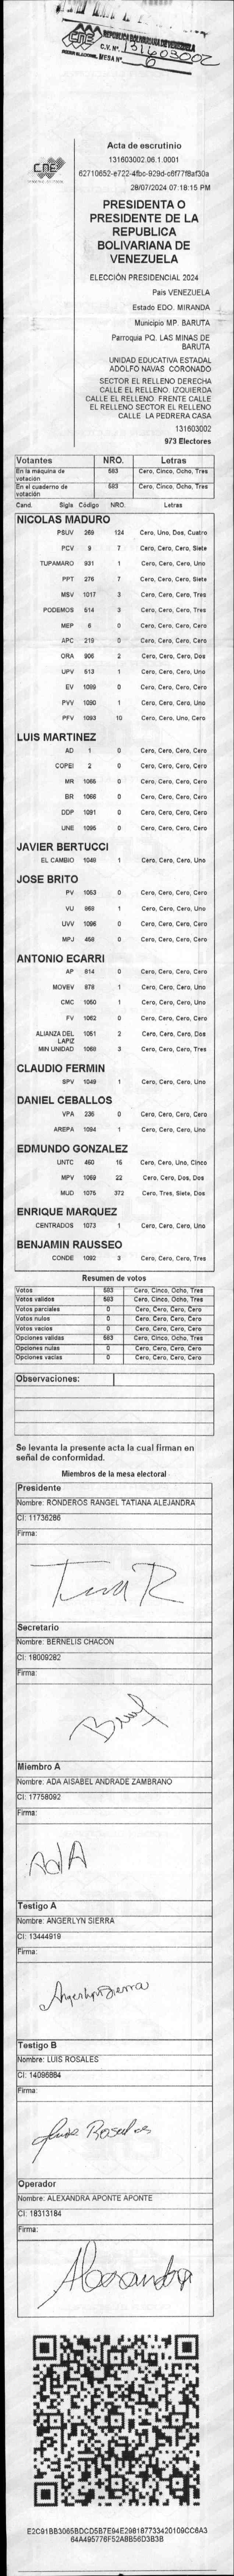 REPUBLICA BOLIVARIANA DE VENEZUELA
CNE
C.V. Nº. 131603002
PODER ELECTORAL MESA Nº 6
CNE
Acta de escrutinio
131603002.06.1.0001
62710652-e722-4fbc-929d-c6f77f8af30a
28/07/2024 07:18:15 PM
PRESIDENTA O
PRESIDENTE DE LA
REPUBLICA
BOLIVARIANA DE
VENEZUELA
ELECCIÓN PRESIDENCIAL 2024
País VENEZUELA
Estado EDO. MIRANDA
Municipio MP. BARUTA
Parroquia PQ. LAS MINAS DE
BARUTA
UNIDAD EDUCATIVA ESTADAL
ADOLFO NAVAS CORONADO
SECTOR EL RELLENO DERECHA
CALLE EL RELLENO. IZQUIERDA
CALLE EL RELLENO. FRENTE CALLE
EL RELLENO SECTOR EL RELLENO
CALLE LA PEDRERA CASA
131603002
973 Electores
Votantes NRO. Letras
En la máquina de votación 583 Cero, Cinco, Ocho, Tres
En el cuaderno de votación 583 Cero, Cinco, Ocho, Tres
Cand. Sigla Código NRO. Letras
NICOLAS MADURO
PSUV 269 124 Cero, Uno, Dos, Cuatro
PCV 9 7 Cero, Cero, Cero, Siete
TUPAMARO 931 1 Cero, Cero, Cero, Uno
PPT 276 7 Cero, Cero, Cero, Siete
MSV 1017 3 Cero, Cero, Cero, Tres
PODEMOS 514 3 Cero, Cero, Cero, Tres
MEP 6 0 Cero, Cero, Cero, Cero
APC 219 0 Cero, Cero, Cero, Cero
ORA 906 2 Cero, Cero, Cero, Dos
UPV 513 1 Cero, Cero, Cero, Uno
EV 1099 0 Cero, Cero, Cero, Cero
PVV 1090 1 Cero, Cero, Cero, Uno
PFV 1093 10 Cero, Cero, Uno, Cero
LUIS MARTINEZ
AD 1 0 Cero, Cero, Cero, Cero
COPEI 2 0 Cero, Cero, Cero, Cero
MR 1065 0 Cero, Cero, Cero, Cero
BR 1066 0 Cero, Cero, Cero, Cero
DDP 1091 0 Cero, Cero, Cero, Cero
UNE 1095 0 Cero, Cero, Cero, Cero
JAVIER BERTUCCI
EL CAMBIO 1048 1 Cero, Cero, Cero, Uno
JOSE BRITO
PV 1053 0 Cero, Cero, Cero, Cero
VU 869 1 Cero, Cero, Cero, Uno
UVV 1096 0 Cero, Cero, Cero, Cero
MPJ 458 0 Cero, Cero, Cero, Cero
ANTONIO ECARRI
AP 814 0 Cero, Cero, Cero, Cero
MOVEV 878 1 Cero, Cero, Cero, Uno
CMC 1050 1 Cero, Cero, Cero, Uno
FV 1062 0 Cero, Cero, Cero, Cero
ALIANZA DEL LAPIZ 1051 2 Cero, Cero, Cero, Dos
MIN UNIDAD 1068 3 Cero, Cero, Cero, Tres
CLAUDIO FERMIN
SPV 1049 1 Cero, Cero, Cero, Uno
DANIEL CEBALLOS
VPA 236 0 Cero, Cero, Cero, Cero
AREPA 1094 1 Cero, Cero, Cero, Uno
EDMUNDO GONZALEZ
UNTC 460 15 Cero, Cero, Uno, Cinco
MPV 1069 22 Cero, Cero, Dos, Dos
MUD 1075 372 Cero, Tres, Siete, Dos
ENRIQUE MARQUEZ
CENTRADOS 1073 1 Cero, Cero, Cero, Uno
BENJAMIN RAUSSEO
CONDE 1092 3 Cero, Cero, Cero, Tres
Resumen de votos
Votos 583 Cero, Cinco, Ocho, Tres
Votos validos 583 Cero, Cinco, Ocho, Tres
Votos parciales 0 Cero, Cero, Cero, Cero
Votos nulos 0 Cero, Cero, Cero, Cero
Votos vacios 0 Cero, Cero, Cero, Cero
Opciones validas 583 Cero, Cinco, Ocho, Tres
Opciones nulas 0 Cero, Cero, Cero, Cero
Opciones vacias 0 Cero, Cero, Cero, Cero
Observaciones:
Se levanta la presente acta la cual firman en
señal de conformidad.
Miembros de la mesa electoral
Presidente
Nombre: RONDEROS RANGEL TATIANA ALEJANDRA
CI: 11736286
Firma:
Secretario
Nombre: BERNELIS CHACON
CI: 18009282
Firma:
Miembro A
Nombre: ADA AISABEL ANDRADE ZAMBRANO
CI: 17758092
Firma:
AdA
Testigo A
Nombre: ANGERLYN SIERRA
CI: 13444919
Firma:
Angerlyn Sierra
Testigo B
Nombre: LUIS ROSALES
CI: 14096884
Firma:
Luis Rosales
Operador
Nombre: ALEXANDRA APONTE APONTE
CI: 18313184
Firma:
Alexandra
E2C91BB3065BDCD5B7E94E298187733420109CC6A3
64A495776F52A8B56D3B3B